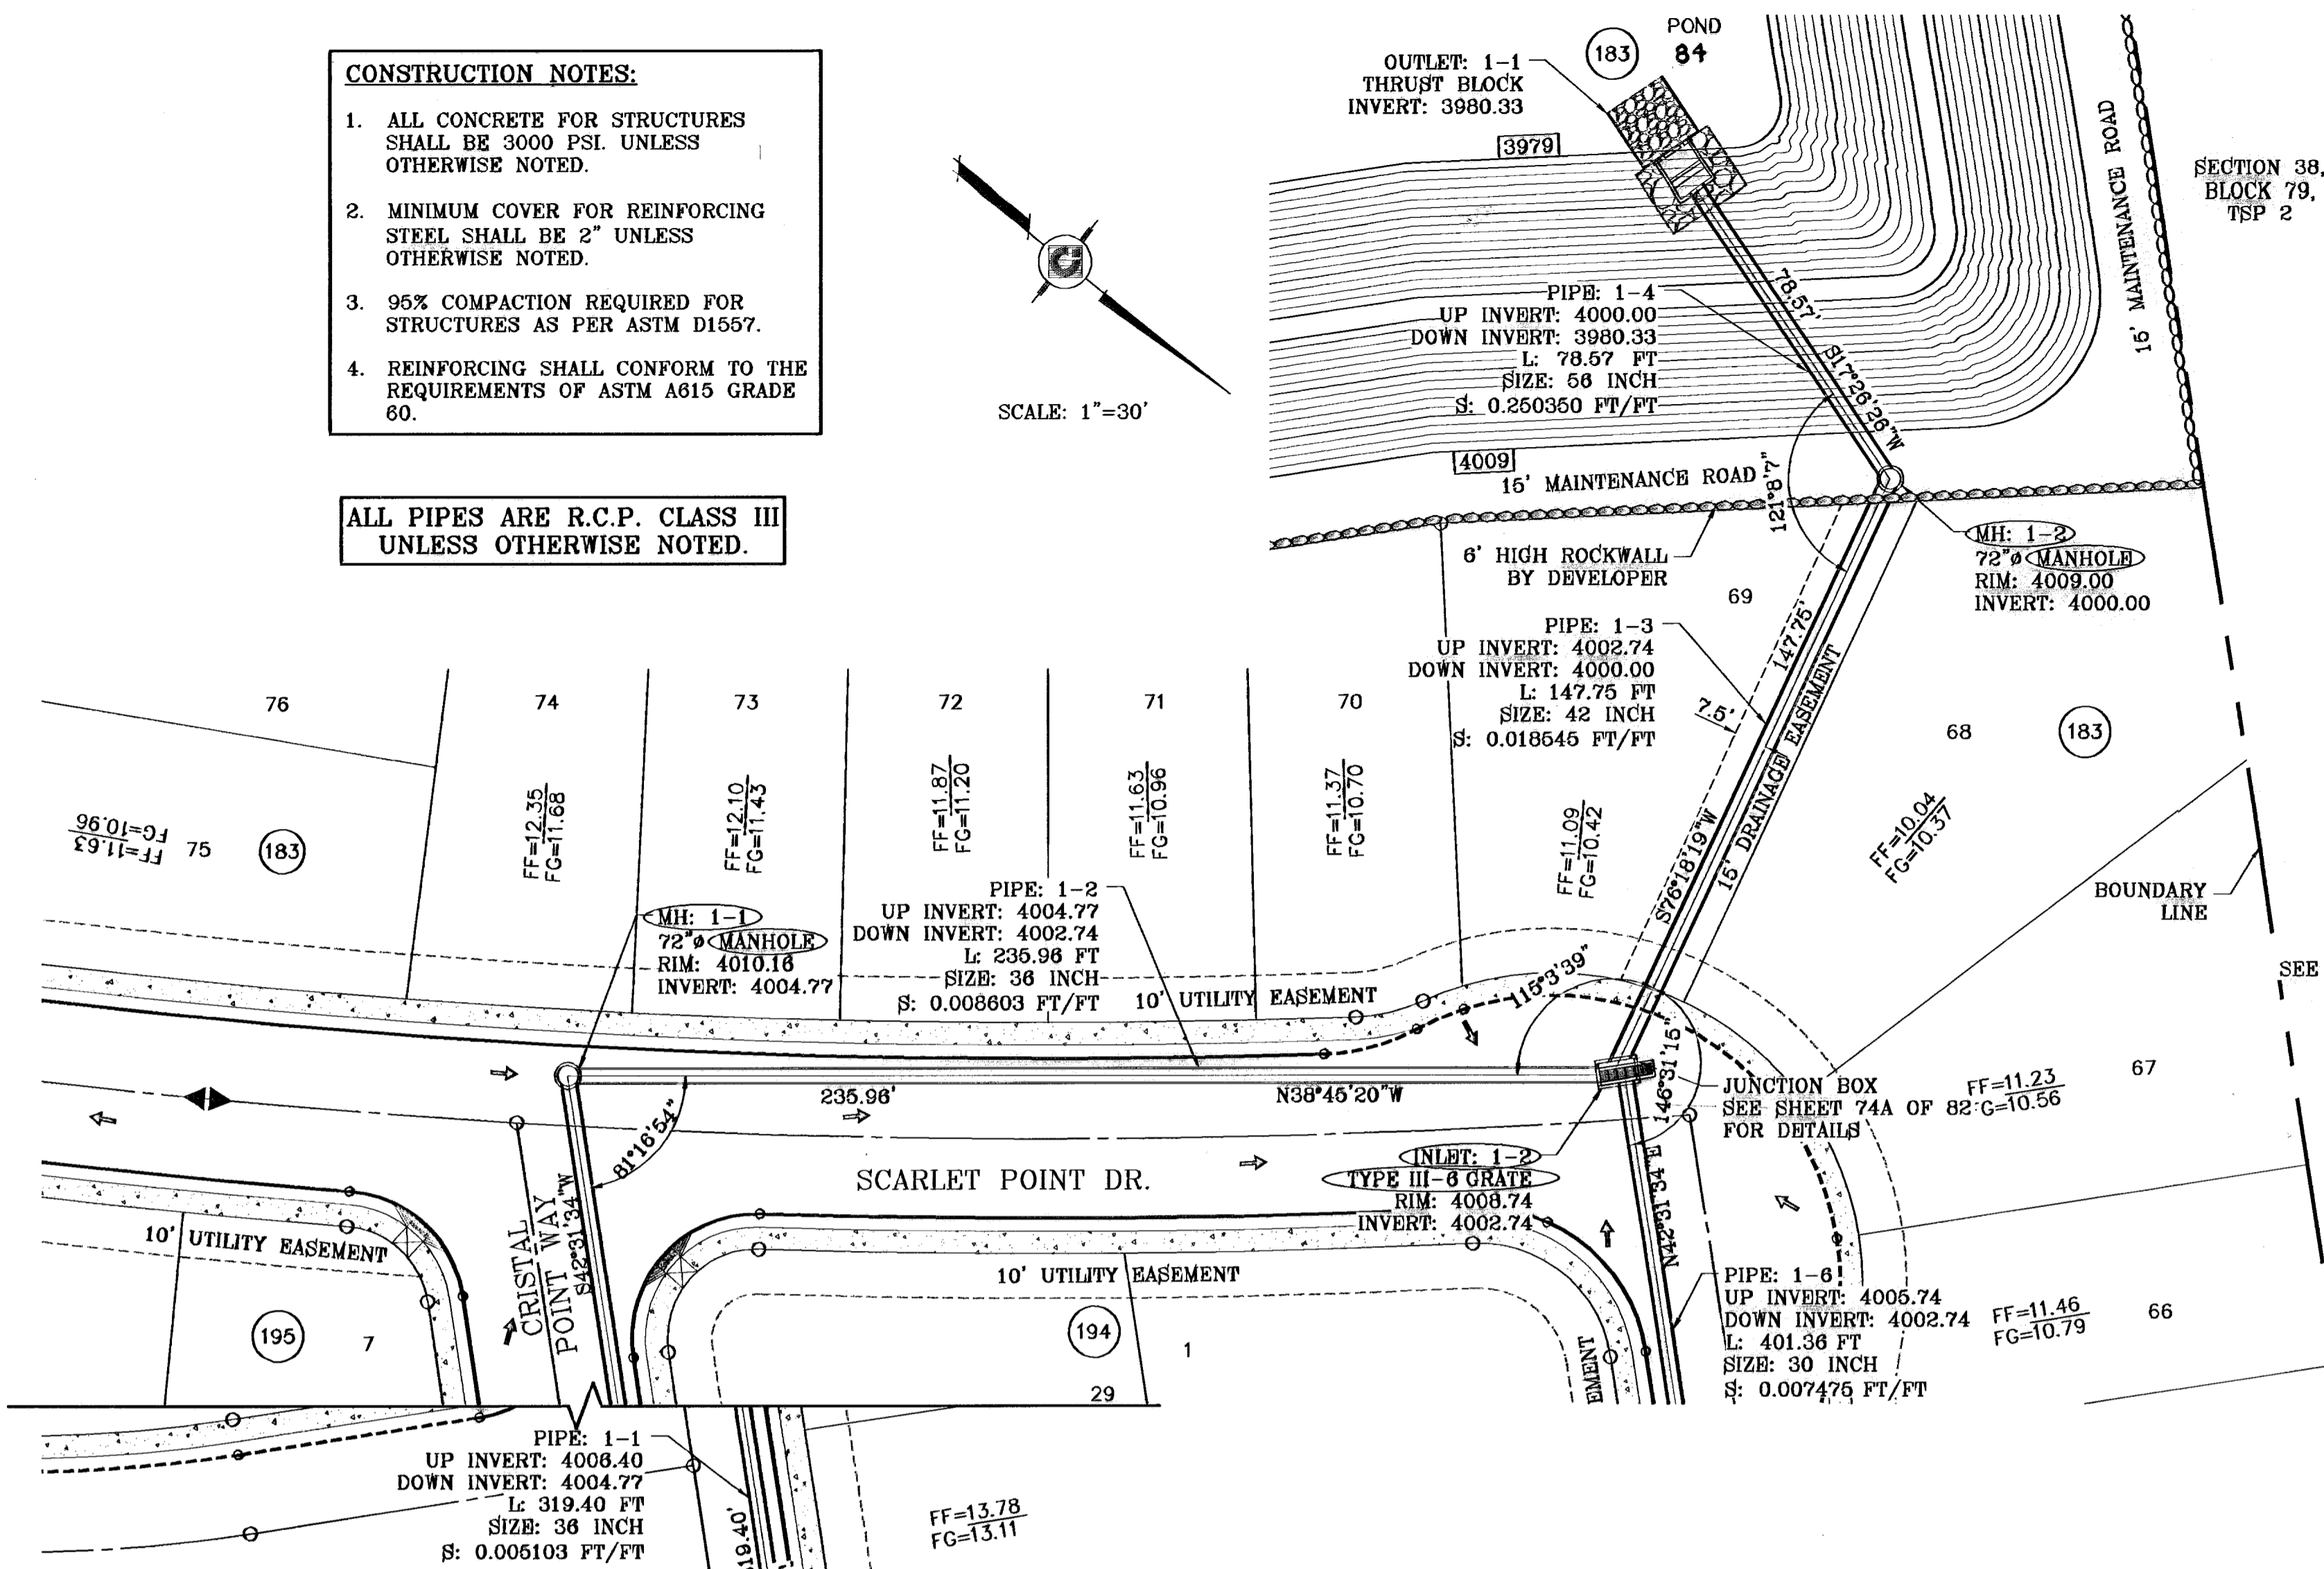 CONSTRUCTION NOTES:
1. ALL CONCRETE FOR STRUCTURES
SHALL BE 3000 PSI. UNLESS
OTHERWISE NOTED.
2. MINIMUM COVER FOR REINFORCING
STEEL SHALL BE 2" UNLESS
OTHERWISE NOTED.
3. 95% COMPACTION REQUIRED FOR
STRUCTURES AS PER ASTM D1557.
4. REINFORCING SHALL CONFORM TO THE
REQUIREMENTS OF ASTM A615 GRADE
60.
ALL PIPES ARE R.C.P. CLASS III
UNLESS OTHERWISE NOTED.
SCALE: 1"=30'
OUTLET: 1-1
THRUST BLOCK
INVERT: 3980.33
183
POND
84
3979
15' MAINTENANCE ROAD
SECTION 38,
BLOCK 79,
TSP 2
PIPE: 1-4
UP INVERT: 4000.00
DOWN INVERT: 3980.33
L: 78.57 FT
SIZE: 56 INCH
S: 0.250350 FT/FT
78.57'
S17°26'26"W
4009
15' MAINTENANCE ROAD
121°8'7"
6' HIGH ROCKWALL
BY DEVELOPER
MH: 1-2
72"ø MANHOLE
RIM: 4009.00
INVERT: 4000.00
69
PIPE: 1-3
UP INVERT: 4002.74
DOWN INVERT: 4000.00
L: 147.75 FT
SIZE: 42 INCH
S: 0.018545 FT/FT
147.75'
7.5'
S76°18'19"W
15' DRAINAGE EASEMENT
68
183
FF=10.04
FG=10.37
BOUNDARY
LINE
SEE
76
74
73
72
71
70
FF=11.63
FG=10.96
75
183
FF=12.35
FG=11.68
FF=12.10
FG=11.43
FF=11.87
FG=11.20
FF=11.63
FG=10.96
FF=11.37
FG=10.70
FF=11.09
FG=10.42
MH: 1-1
72"ø MANHOLE
RIM: 4010.16
INVERT: 4004.77
PIPE: 1-2
UP INVERT: 4004.77
DOWN INVERT: 4002.74
L: 235.96 FT
SIZE: 36 INCH
S: 0.008603 FT/FT
10' UTILITY EASEMENT
115°3'39"
235.96'
N38°45'20"W
81°16'54"
146°31'15"
JUNCTION BOX
SEE SHEET 74A OF 82
FOR DETAILS
FF=11.23
G=10.56
67
SCARLET POINT DR.
INLET: 1-2
TYPE III-6 GRATE
RIM: 4008.74
INVERT: 4002.74
N42°31'34"E
CRISTAL
POINT WAY
S42°31'34"W
10' UTILITY EASEMENT
10' UTILITY EASEMENT
195
7
194
1
29
EMENT
PIPE: 1-6
UP INVERT: 4005.74
DOWN INVERT: 4002.74
L: 401.36 FT
SIZE: 30 INCH
S: 0.007475 FT/FT
FF=11.46
FG=10.79
66
PIPE: 1-1
UP INVERT: 4006.40
DOWN INVERT: 4004.77
L: 319.40 FT
SIZE: 36 INCH
S: 0.005103 FT/FT
19.40'
FF=13.78
FG=13.11